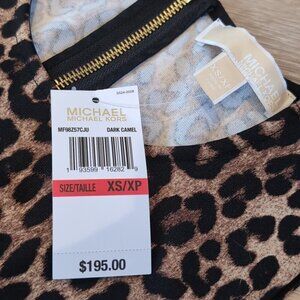 MICHAEL
MICHAEL KORS
MF98Z57CJU DARK CAMEL
1 93599 16282 9
SIZE/TAILLE XS/XP
$195.00
MICHAEL